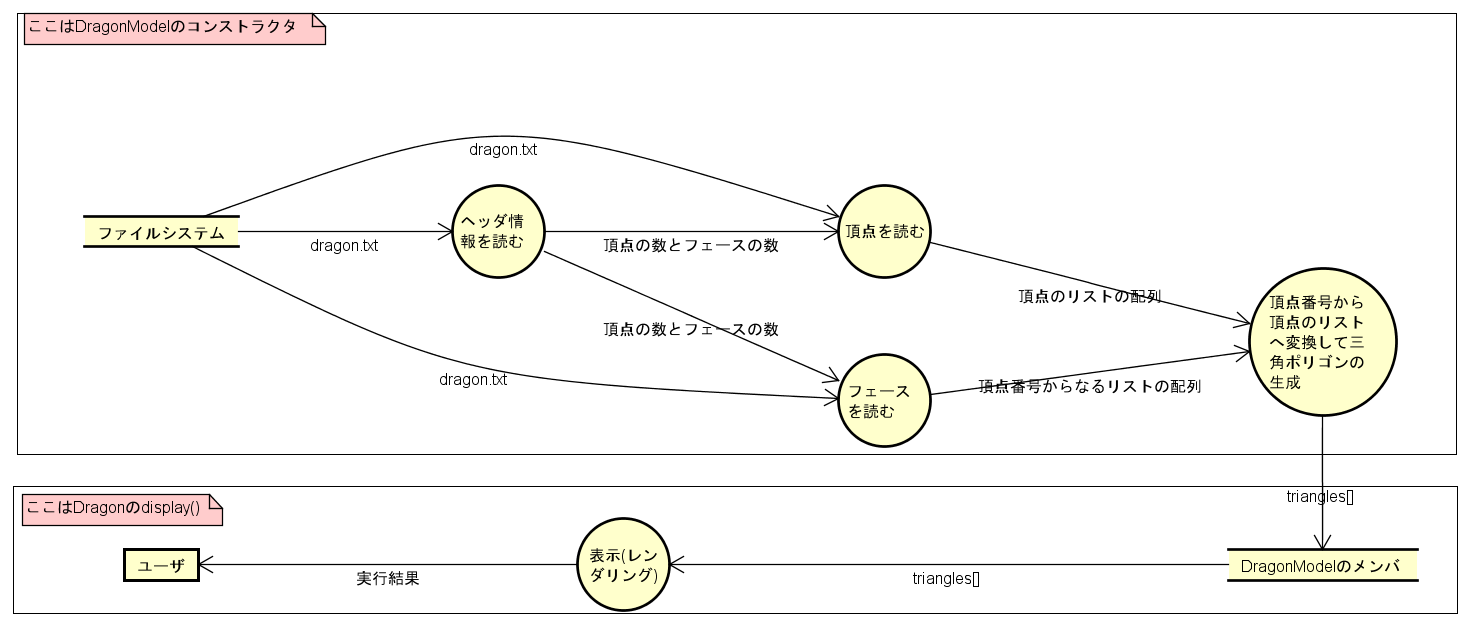 ここはDragonModelのコンストラクタ
dragon.txt
ファイルシステム
dragon.txt
ヘッダ情
報を読む
頂点の数とフェースの数
頂点を読む
頂点のリストの配列
頂点の数とフェースの数
dragon.txt
フェース
を読む
頂点番号からなるリストの配列
頂点番号から
頂点のリスト
へ変換して三
角ポリゴンの
生成
triangles[]
ここはDragonのdisplay()
ユーザ
実行結果
表示(レン
ダリング)
triangles[]
DragonModelのメンバ